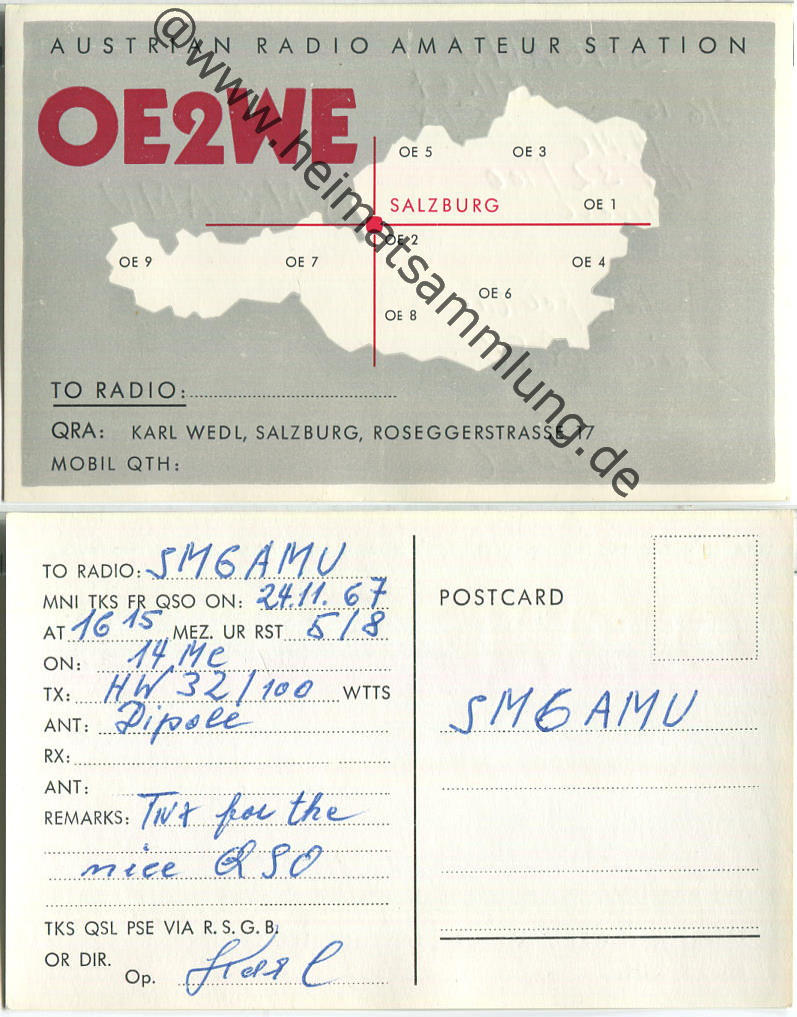 AUSTRIAN RADIO AMATEUR STATION
OE2WE
OE 5 OE 3
SALZBURG OE 1
OE 2
OE 9 OE 7 OE 4
OE 6
OE 8
@www.heimatsammlung.de
TO RADIO:
QRA: KARL WEDL, SALZBURG, ROSEGGERSTRASSE 17
MOBIL QTH:
TO RADIO: SM6AMU
MNI TKS FR QSO ON: 24.11.67
AT 16 15 MEZ. UR RST 5/8
ON: 14 Mc
TX: HW 32/100 WTTS
ANT: Dipole
RX:
ANT:
REMARKS: TNX for the
nice QSO
TKS QSL PSE VIA R.S.G.B.
OR DIR.
Op. Karl
POSTCARD
SM6AMU